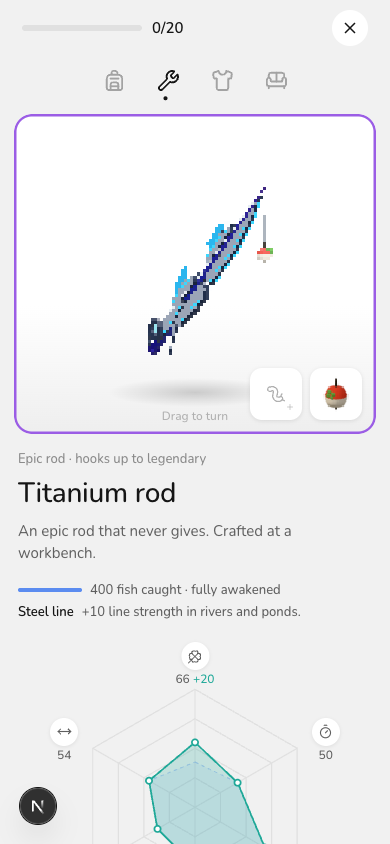 0/20
Drag to turn
+
Epic rod · hooks up to legendary
Titanium rod
An epic rod that never gives. Crafted at a
workbench.
400 fish caught · fully awakened
Steel line +10 line strength in rivers and ponds.
66 +20
54
50
N